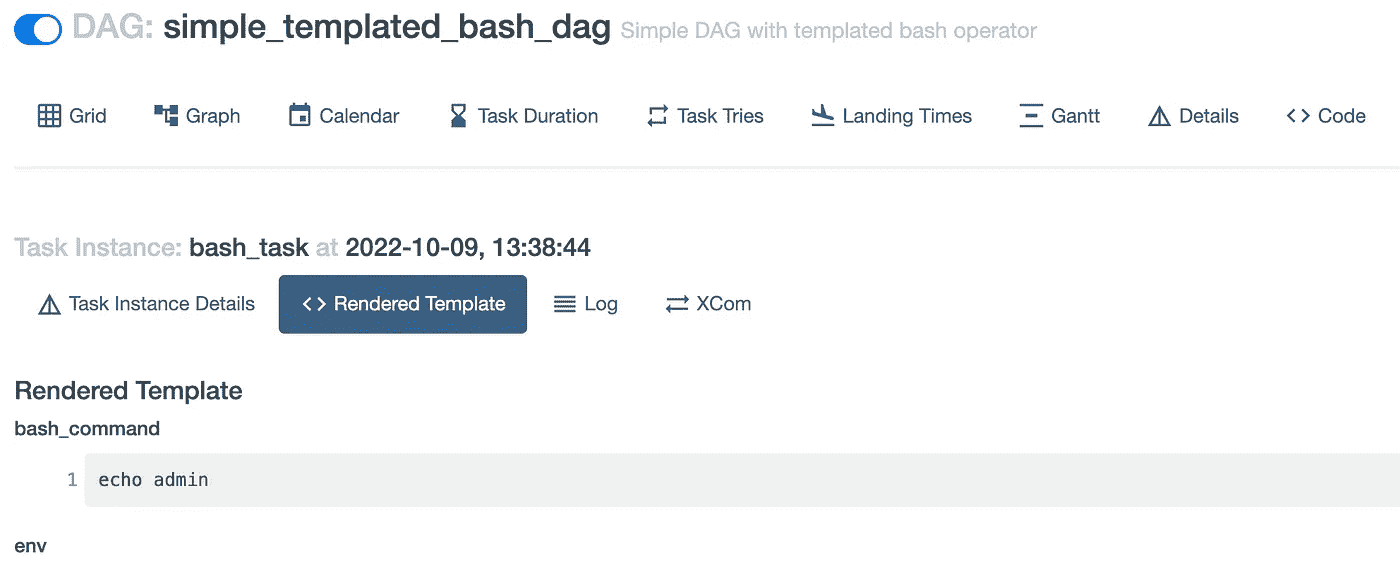 DAG: simple_templated_bash_dag Simple DAG with templated bash operator
Grid Graph Calendar Task Duration Task Tries Landing Times Gantt Details Code
Task Instance: bash_task at 2022-10-09, 13:38:44
Task Instance Details Rendered Template Log XCom
Rendered Template
bash_command
1 echo admin
env